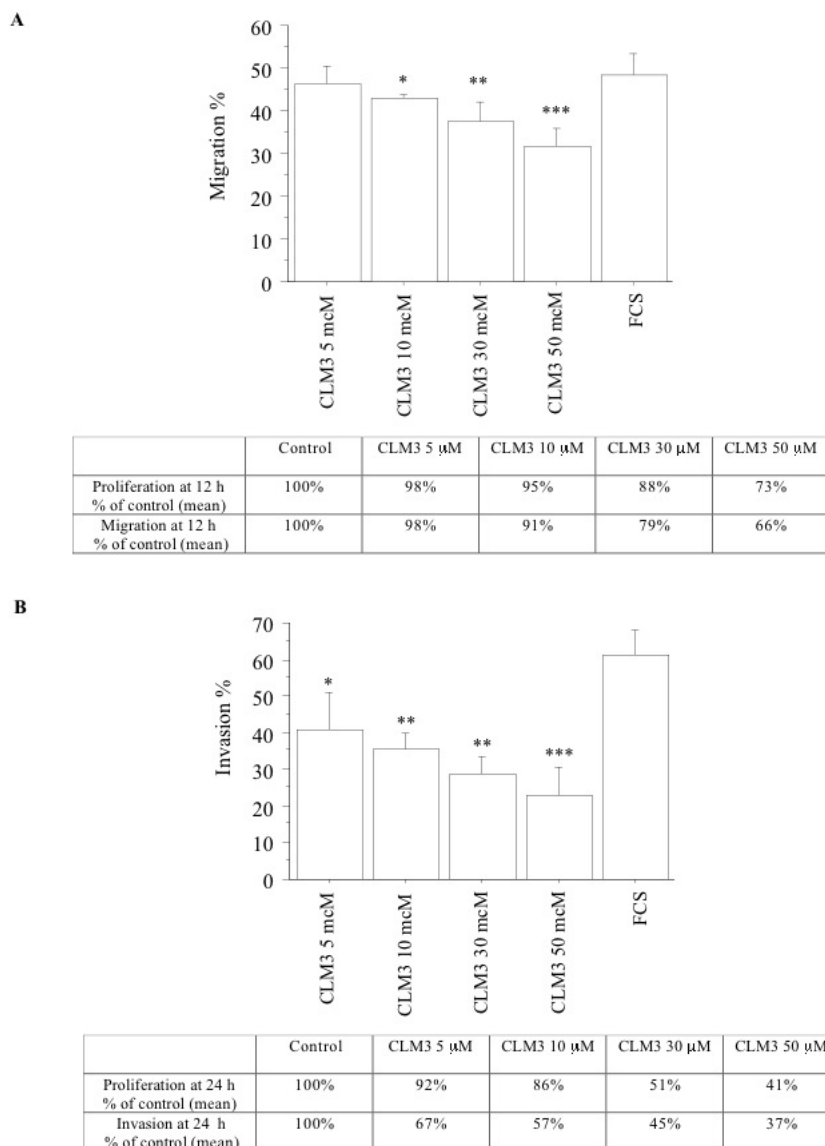 A
60
50
40
30
20
10
0
Migration %
*
**
***
CLM3 5 mcM
CLM3 10 mcM
CLM3 30 mcM
CLM3 50 mcM
FCS
Control CLM3 5 µM CLM3 10 µM CLM3 30 µM CLM3 50 µM
Proliferation at 12 h
% of control (mean) 100% 98% 95% 88% 73%
Migration at 12 h
% of control (mean) 100% 98% 91% 79% 66%
B
70
60
50
40
30
20
10
0
Invasion %
*
**
**
***
CLM3 5 mcM
CLM3 10 mcM
CLM3 30 mcM
CLM3 50 mcM
FCS
Control CLM3 5 µM CLM3 10 µM CLM3 30 µM CLM3 50 µM
Proliferation at 24 h
% of control (mean) 100% 92% 86% 51% 41%
Invasion at 24 h
% of control (mean) 100% 67% 57% 45% 37%